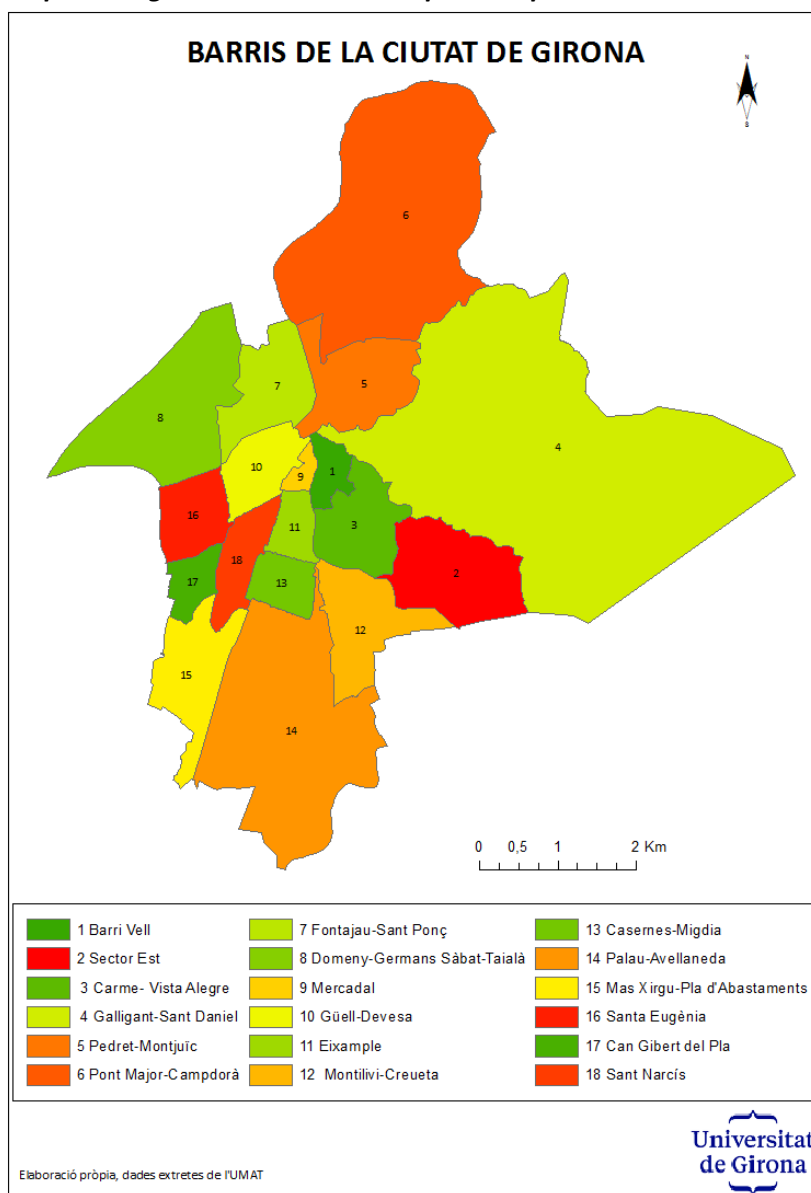 BARRIS DE LA CIUTAT DE GIRONA
N
S
6
5
7
8
4
10
9
1
16
11
3
18
2
17
13
12
15
14
0 0,5 1 2 Km
1 Barri Vell
2 Sector Est
3 Carme- Vista Alegre
4 Galligant-Sant Daniel
5 Pedret-Montjuïc
6 Pont Major-Campdorà
7 Fontajau-Sant Ponç
8 Domeny-Germans Sàbat-Taialà
9 Mercadal
10 Güell-Devesa
11 Eixample
12 Montilivi-Creueta
13 Casernes-Migdia
14 Palau-Avellaneda
15 Mas Xirgu-Pla d'Abastaments
16 Santa Eugènia
17 Can Gibert del Pla
18 Sant Narcís
Universitat
de Girona
Elaboració pròpia, dades extretes de l'UMAT